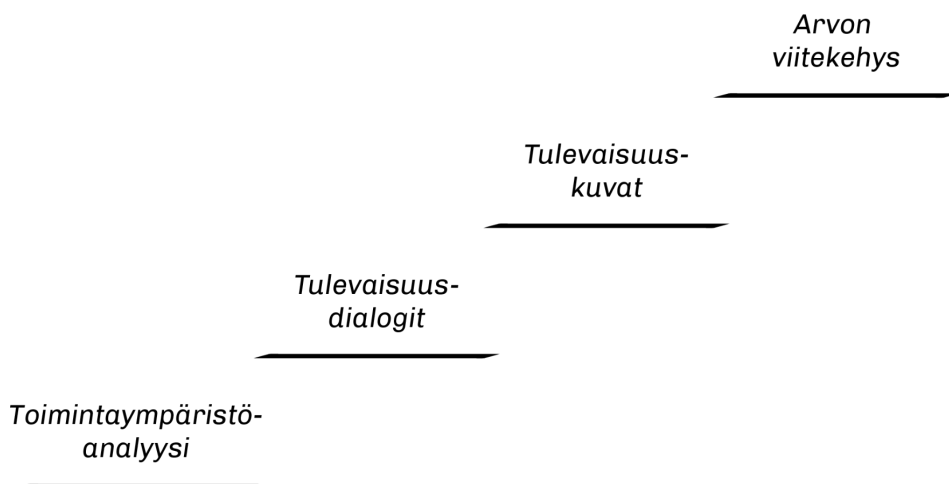 Arvon
viitekehys
Tulevaisuus-
kuvat
Tulevaisuus-
dialogit
Toimintaympäristö-
analyysi